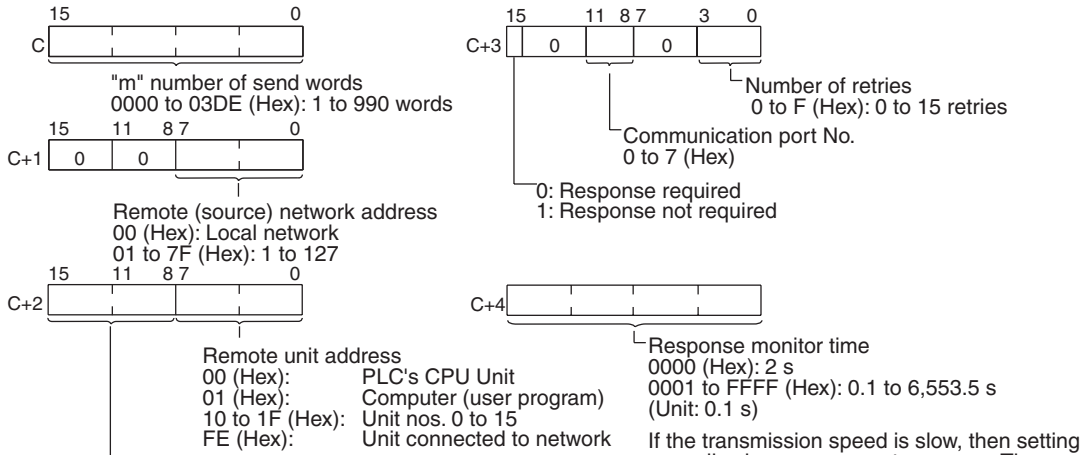 15 0
C
"m" number of send words
0000 to 03DE (Hex): 1 to 990 words
15 11 8 7 0
C+1 0 0
Remote (source) network address
00 (Hex): Local network
01 to 7F (Hex): 1 to 127
15 11 8 7 0
C+2
Remote unit address
00 (Hex): PLC's CPU Unit
01 (Hex): Computer (user program)
10 to 1F (Hex): Unit nos. 0 to 15
FE (Hex): Unit connected to network
15 11 8 7 3 0
C+3 0 0
Number of retries
0 to F (Hex): 0 to 15 retries
Communication port No.
0 to 7 (Hex)
0: Response required
1: Response not required
C+4
Response monitor time
0000 (Hex): 2 s
0001 to FFFF (Hex): 0.1 to 6,553.5 s
(Unit: 0.1 s)
If the transmission speed is slow, then setting